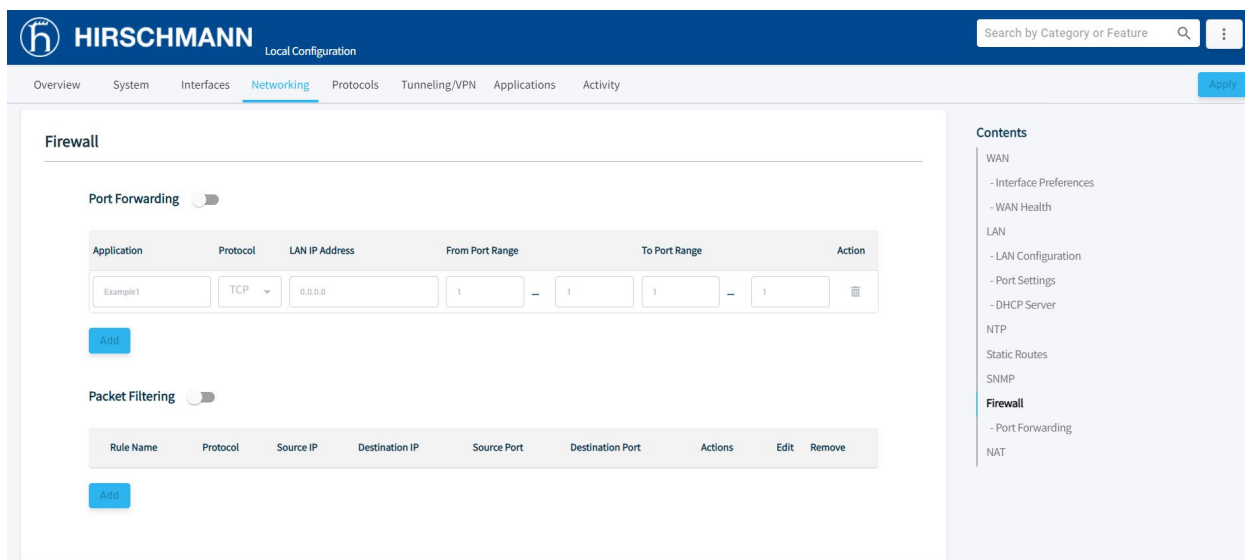 HIRSCHMANN
Local Configuration
Search by Category or Feature
Overview System Interfaces Networking Protocols Tunneling/VPN Applications Activity
Apply
Firewall
Port Forwarding
Application Protocol LAN IP Address From Port Range To Port Range Action
Example1 TCP 0.0.0.0 1 – 1 1 – 1
Add
Packet Filtering
Rule Name Protocol Source IP Destination IP Source Port Destination Port Actions Edit Remove
Add
Contents
WAN
- Interface Preferences
- WAN Health
LAN
- LAN Configuration
- Port Settings
- DHCP Server
NTP
Static Routes
SNMP
Firewall
- Port Forwarding
NAT